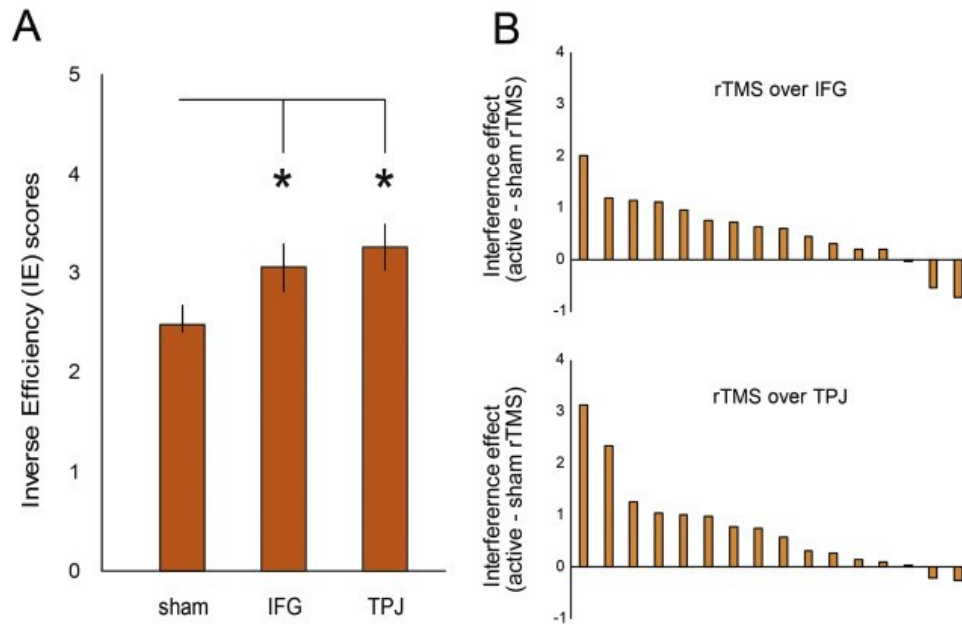 A
B
Inverse Efficiency (IE) scores
5
4
3
2
1
0
*
*
sham
IFG
TPJ
Interferernce effect
(active - sham rTMS)
rTMS over IFG
4
3
2
1
0
-1
Interferernce effect
(active - sham rTMS)
rTMS over TPJ
4
3
2
1
0
-1